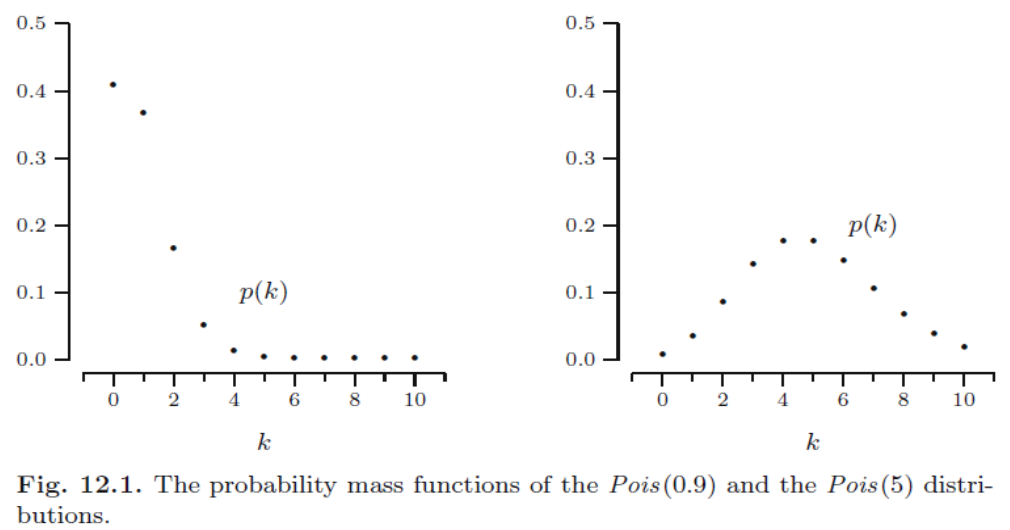 0.5
0.4
0.3
0.2
0.1
0.0
p(k)
0 2 4 6 8 10
k
0.5
0.4
0.3
0.2
0.1
0.0
p(k)
0 2 4 6 8 10
k
Fig. 12.1. The probability mass functions of the Pois(0.9) and the Pois(5) distri-
butions.